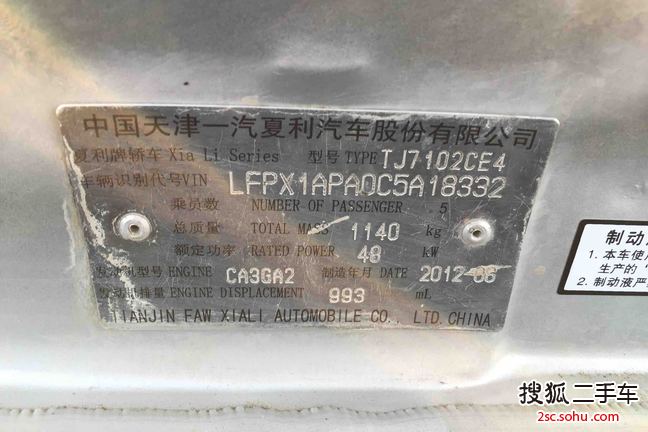 中国天津一汽夏利汽车股份有限公司
夏利牌轿车 Xia Li Series 型号 TYPE TJ7102CE4
车辆识别代号 VIN LFPX1APA0C5A18332
乘员数 NUMBER OF PASSENGER 5
总质量 TOTAL MASS 1140 kg
额定功率 RATED POWER 48 kW
发动机型号 ENGINE CA3GA2 制造年月 DATE 2012-06
发动机排量 ENGINE DISPLACEMENT 993 mL
TIANJIN FAW XIALI AUTOMOBILE CO., LTD.CHINA
制动
1. 本车使
生产的"
2. 制动液严
搜狐二手车
2sc.sohu.com